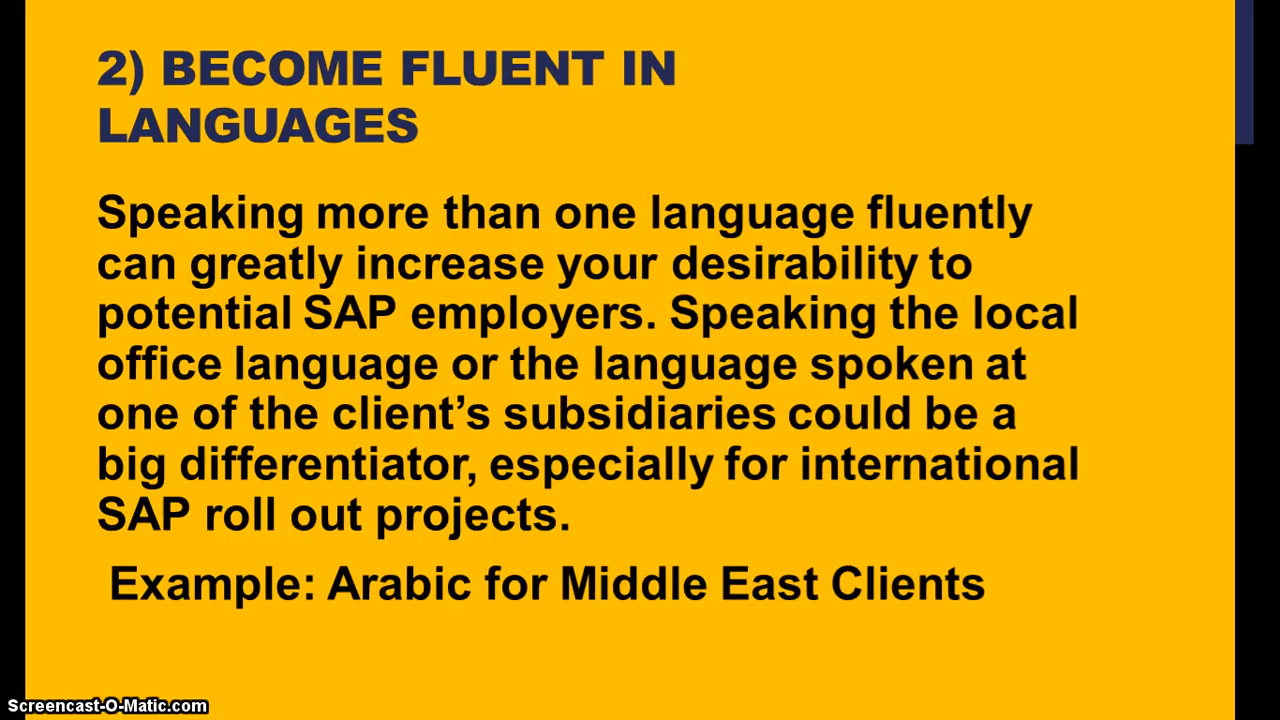 2) BECOME FLUENT IN
LANGUAGES
Speaking more than one language fluently
can greatly increase your desirability to
potential SAP employers. Speaking the local
office language or the language spoken at
one of the client’s subsidiaries could be a
big differentiator, especially for international
SAP roll out projects.
Example: Arabic for Middle East Clients
Screencast-O-Matic.com